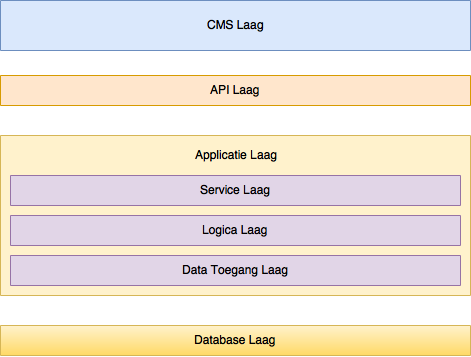 CMS Laag
API Laag
Applicatie Laag
Service Laag
Logica Laag
Data Toegang Laag
Database Laag